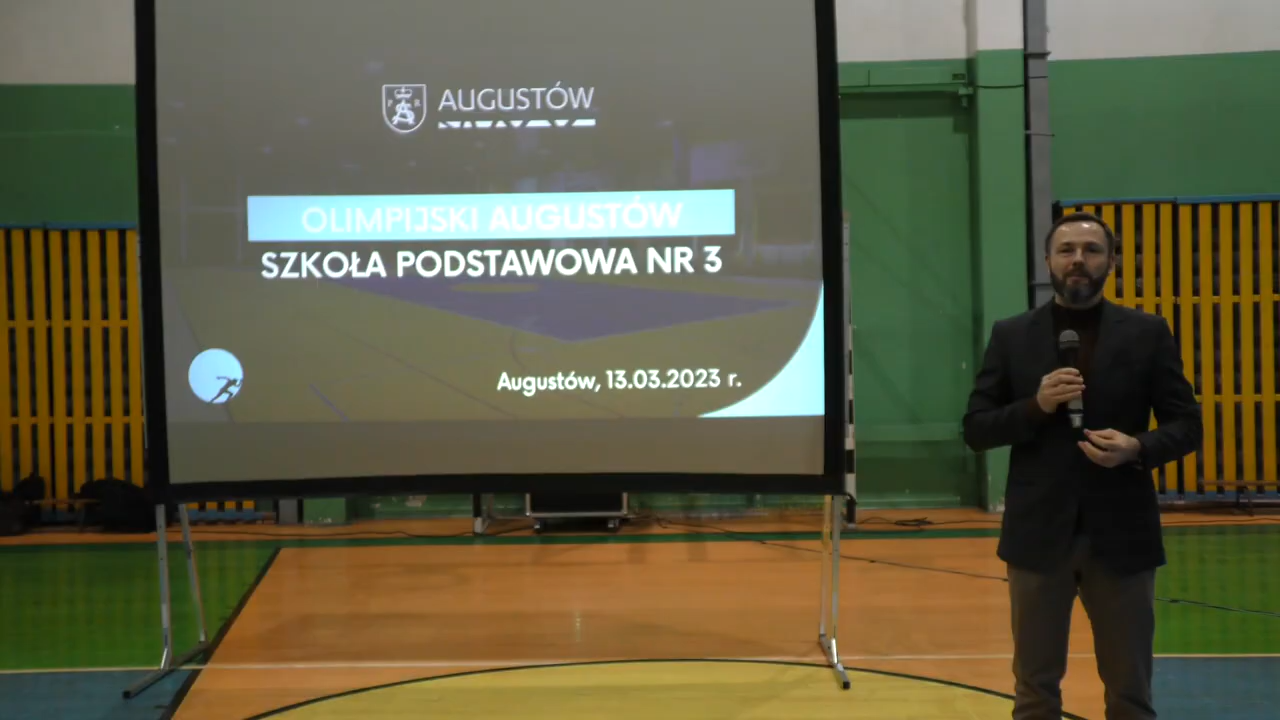 P R
AUGUSTÓW
OLIMPIJSKI AUGUSTÓW
SZKOŁA PODSTAWOWA NR 3
Augustów, 13.03.2023 r.